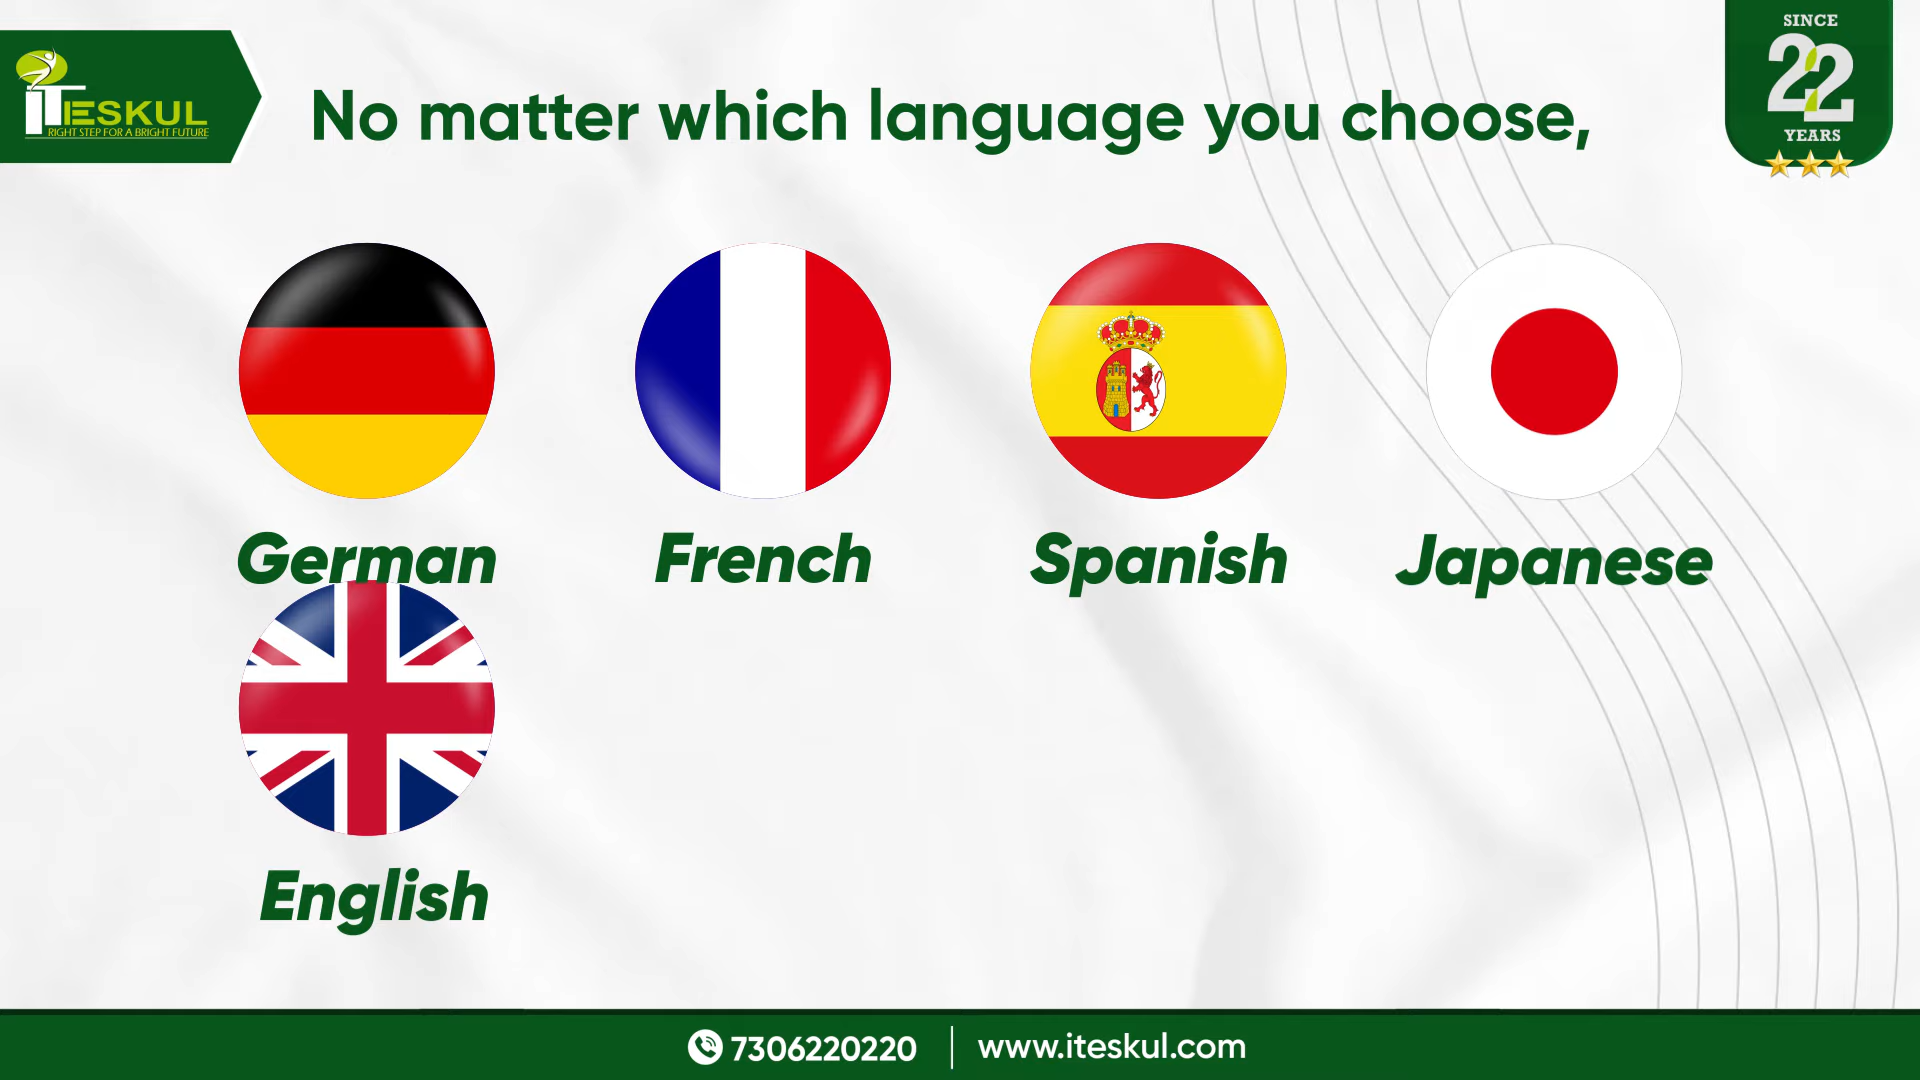 ITESKUL
RIGHT STEP FOR A BRIGHT FUTURE
No matter which language you choose,
SINCE
22
YEARS
German
French
Spanish
Japanese
English
7306220220
www.iteskul.com